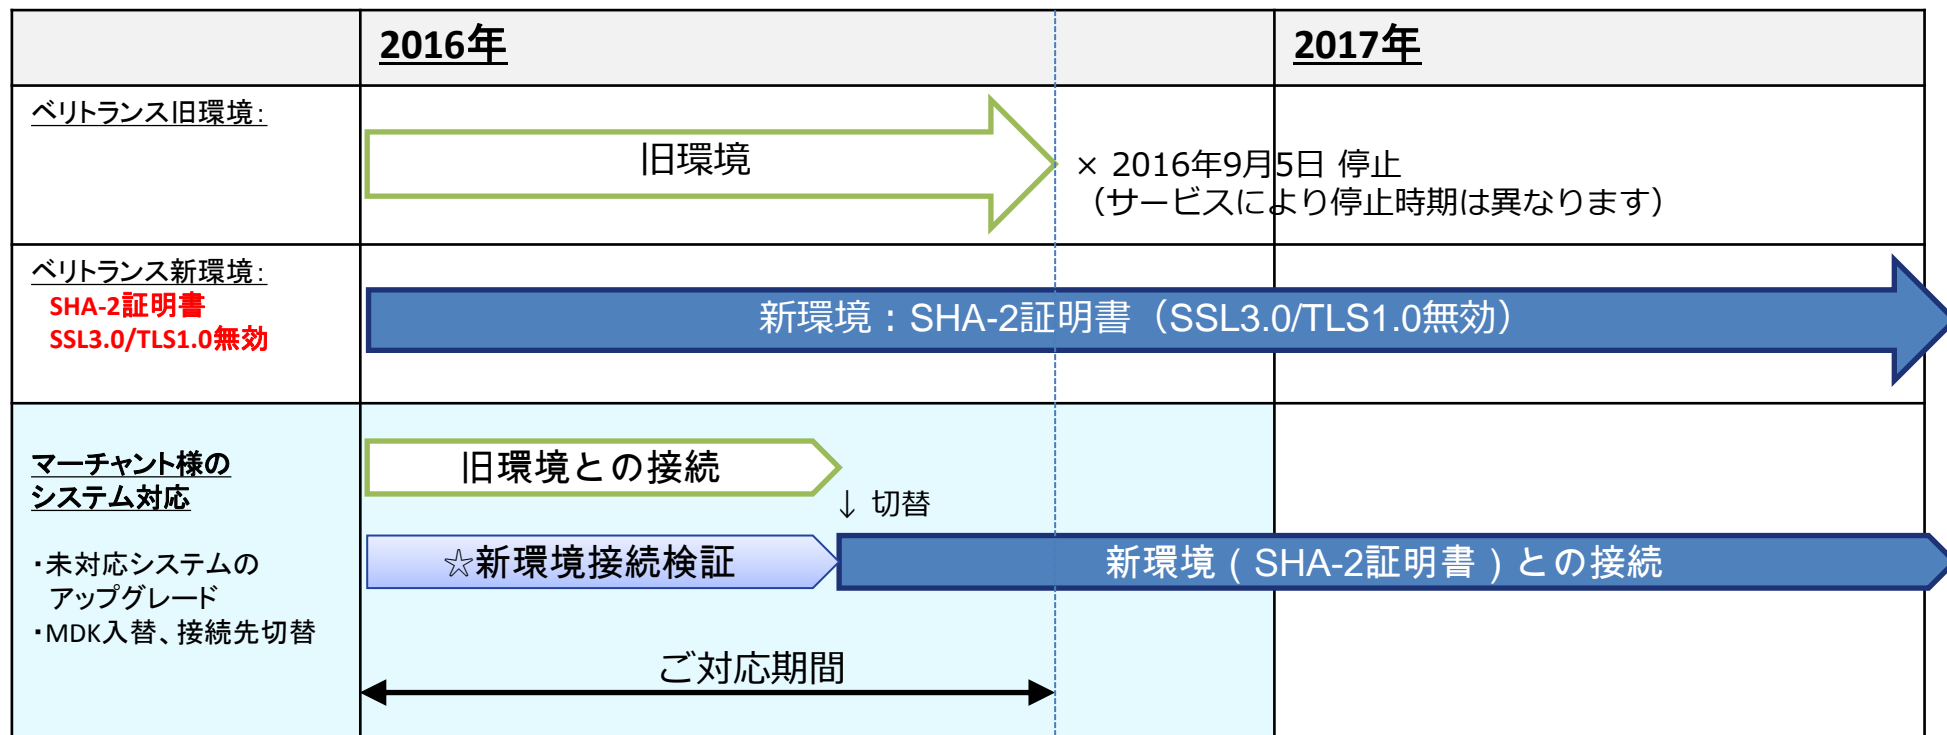 2016年
2017年
ベリトランス旧環境：
旧環境
× 2016年9月5日 停止
（サービスにより停止時期は異なります）
ベリトランス新環境：
SHA-2証明書
SSL3.0/TLS1.0無効
新環境：SHA-2証明書（SSL3.0/TLS1.0無効）
マーチャント様の
システム対応
・未対応システムの
アップグレード
・MDK入替、接続先切替
旧環境との接続
↓ 切替
☆新環境接続検証
新環境（SHA-2証明書）との接続
ご対応期間